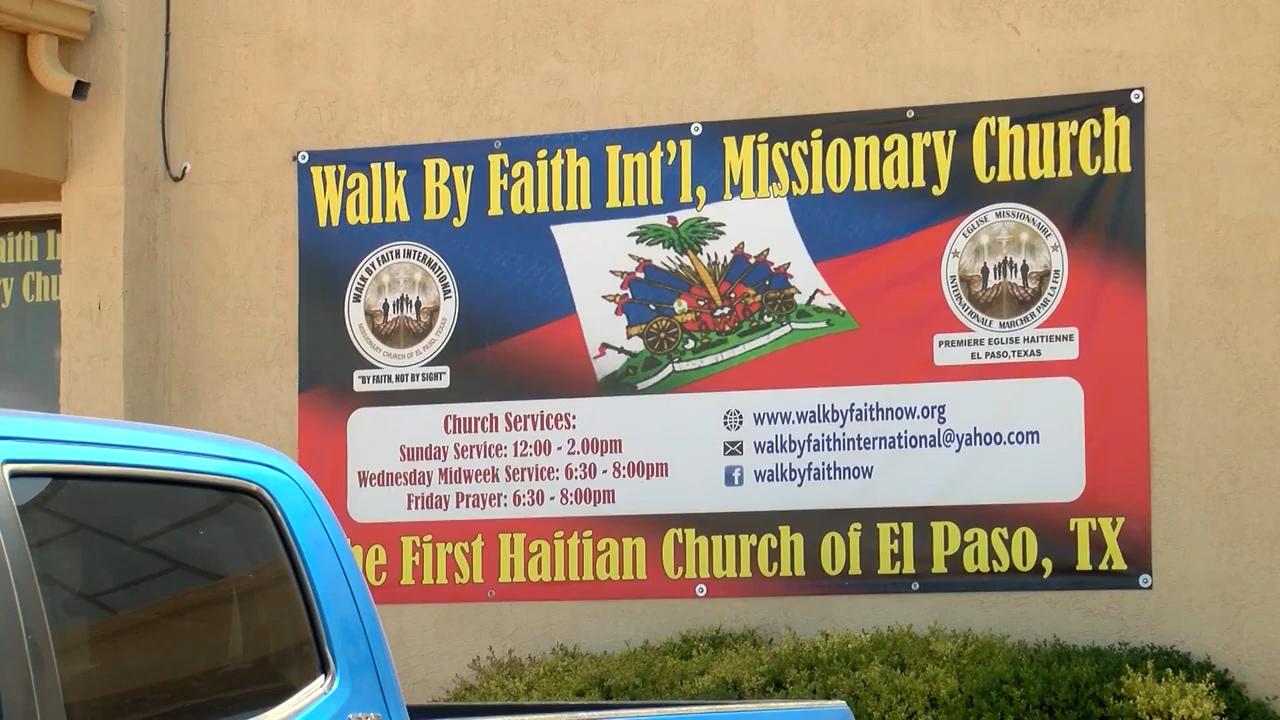 Walk By Faith Int'l, Missionary Church
WALK BY FAITH INTERNATIONAL
MISSIONARY CHURCH OF EL PASO, TEXAS
"BY FAITH, NOT BY SIGHT"
EGLISE MISSIONNAIRE
INTERNATIONALE MARCHER PAR LA FOI
PREMIERE EGLISE HAITIENNE
EL PASO,TEXAS
Church Services:
Sunday Service: 12:00 - 2.00pm
Wednesday Midweek Service: 6:30 - 8:00pm
Friday Prayer: 6:30 - 8:00pm
www.walkbyfaithnow.org
walkbyfaithinternational@yahoo.com
f walkbyfaithnow
he First Haitian Church of El Paso, TX
aith I
y Chu